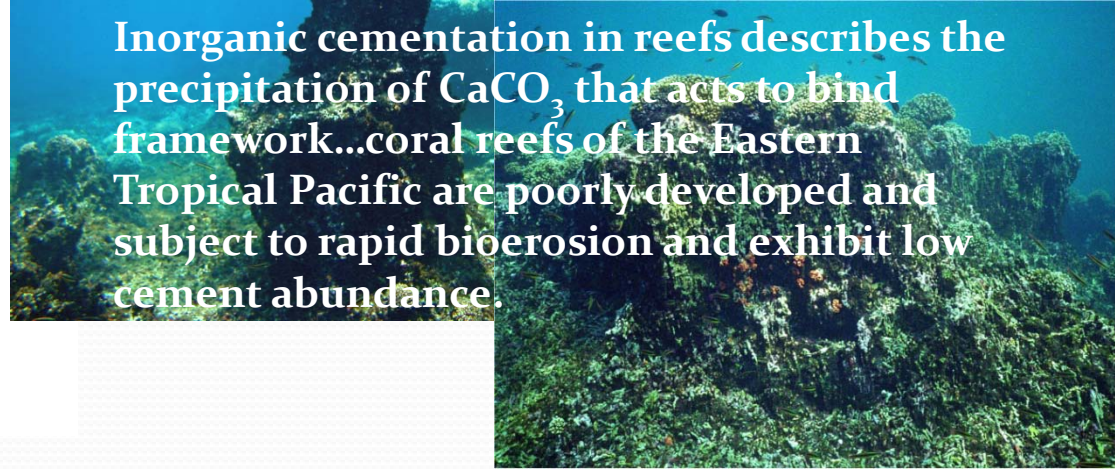 Inorganic cementation in reefs describes the
precipitation of CaCO₃ that acts to bind
framework...coral reefs of the Eastern
Tropical Pacific are poorly developed and
subject to rapid bioerosion and exhibit low
cement abundance.